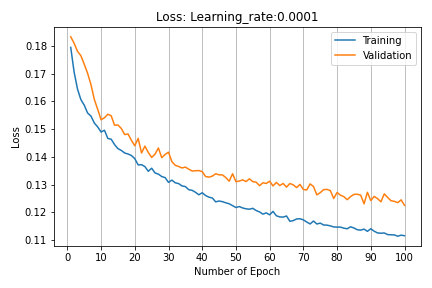 Loss: Learning_rate:0.0001
Training
Validation
Loss
0.18
0.17
0.16
0.15
0.14
0.13
0.12
0.11
0 10 20 30 40 50 60 70 80 90 100
Number of Epoch